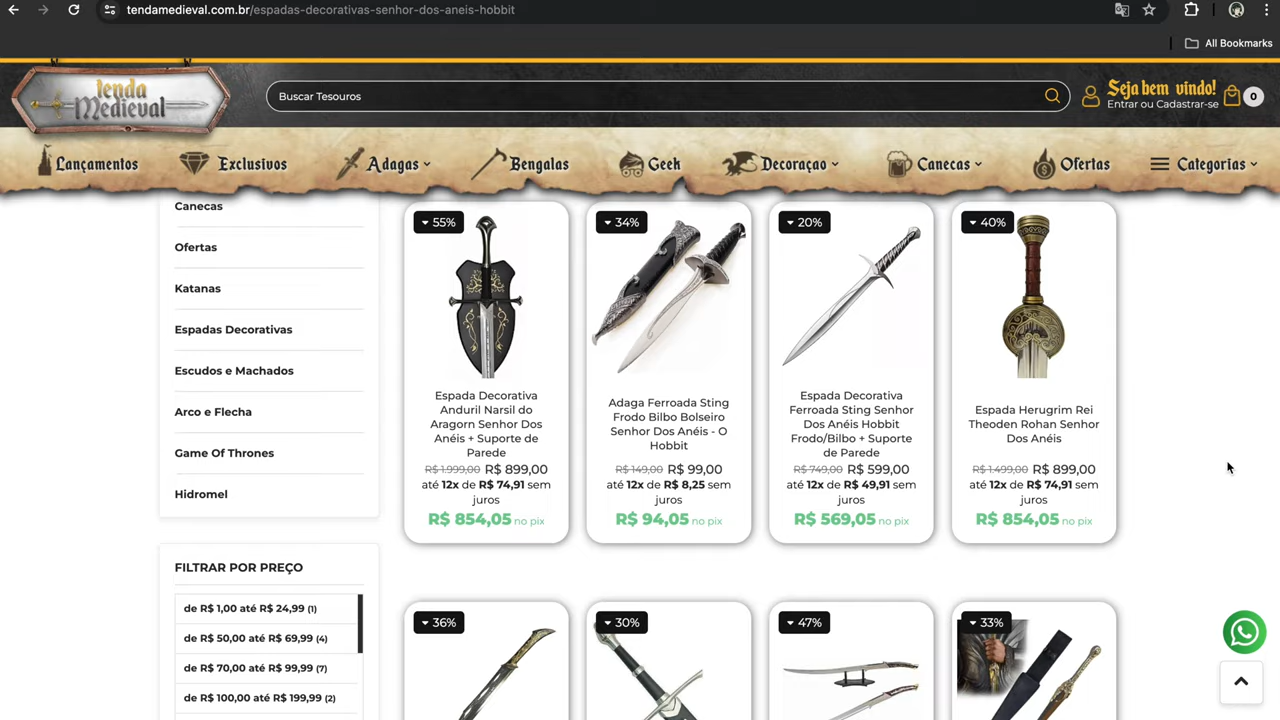 tendamedieval.com.br/espadas-decorativas-senhor-dos-aneis-hobbit
All Bookmarks
tenda
Medieval
Buscar Tesouros
Seja bem vindo!
Entrar ou Cadastrar-se
0
Lançamentos
Exclusivos
Adagas
Bengalas
Geek
Decoraçao
Canecas
Ofertas
Categorias
Canecas
Ofertas
Katanas
Espadas Decorativas
Escudos e Machados
Arco e Flecha
Game Of Thrones
Hidromel
FILTRAR POR PREÇO
de R$ 1,00 até R$ 24,99 (1)
de R$ 50,00 até R$ 69,99 (4)
de R$ 70,00 até R$ 99,99 (7)
de R$ 100,00 até R$ 199,99 (2)
55%
Espada Decorativa
Anduril Narsil do
Aragorn Senhor Dos
Anéis + Suporte de
Parede
R$ 1.999,00 R$ 899,00
até 12x de R$ 74,91 sem
juros
R$ 854,05 no pix
34%
Adaga Ferroada Sting
Frodo Bilbo Bolseiro
Senhor Dos Anéis - O
Hobbit
R$ 149,00 R$ 99,00
até 12x de R$ 8,25 sem
juros
R$ 94,05 no pix
20%
Espada Decorativa
Ferroada Sting Senhor
Dos Anéis Hobbit
Frodo/Bilbo + Suporte
de Parede
R$ 749,00 R$ 599,00
até 12x de R$ 49,91 sem
juros
R$ 569,05 no pix
40%
Espada Herugrim Rei
Theoden Rohan Senhor
Dos Anéis
R$ 1.499,00 R$ 899,00
até 12x de R$ 74,91 sem
juros
R$ 854,05 no pix
36%
30%
47%
33%